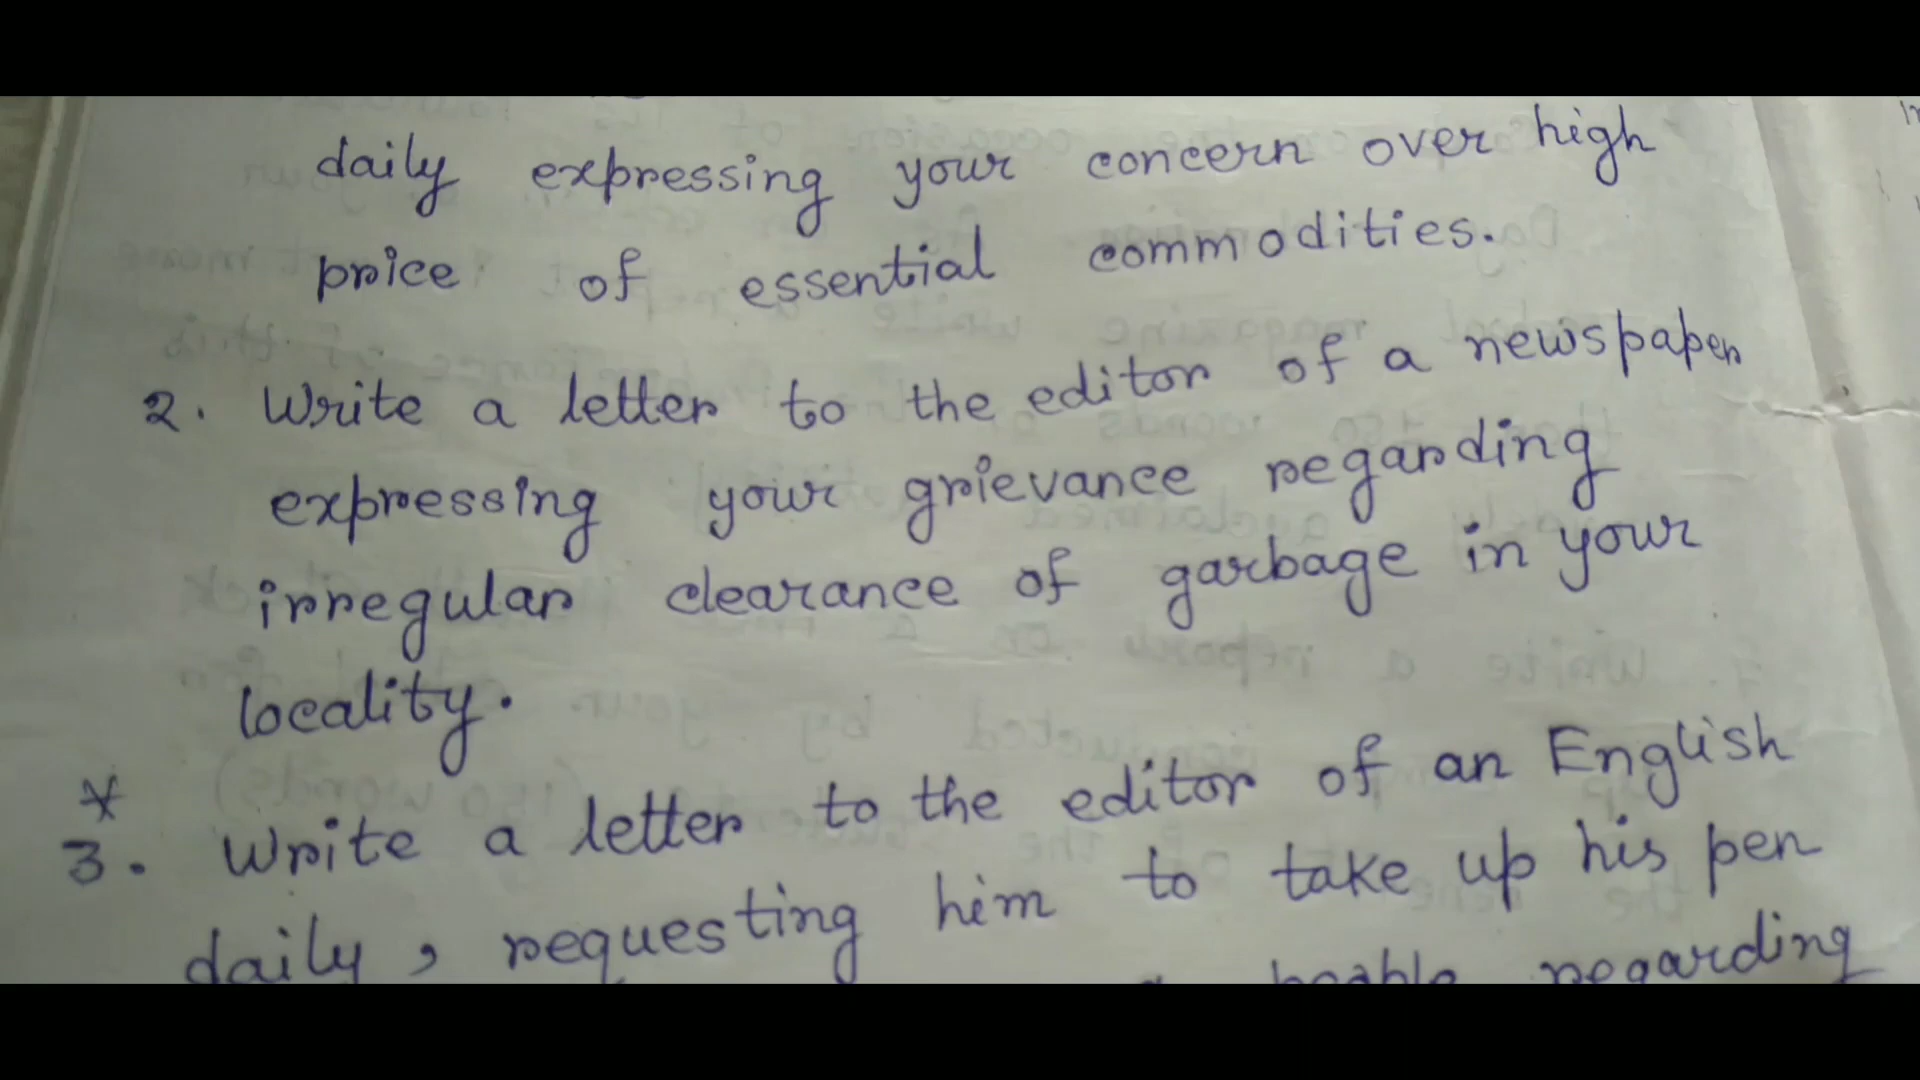 daily expressing your concern over high
price of essential commodities.
2. Write a letter to the editor of a newspaper
expressing your grievance regarding
irregular clearance of garbage in your
locality.
*
3. Write a letter to the editor of an English
daily, requesting him to take up his pen
regarding